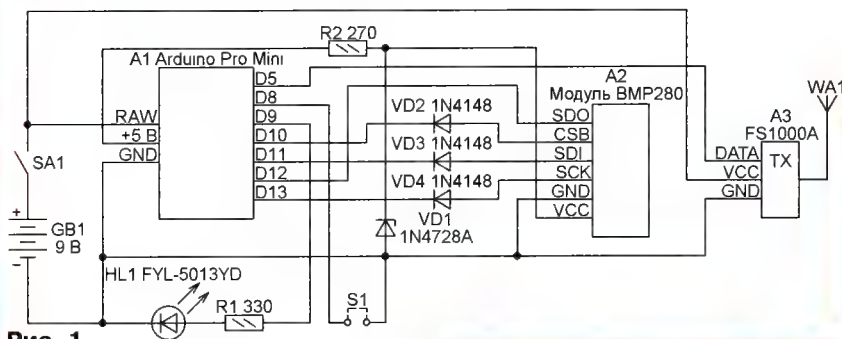 R2 270
A1 Arduino Pro Mini
RAW
+5 В
GND
D5
D8
D9
D10
D11
D12
D13
VD2 1N4148
VD3 1N4148
VD4 1N4148
VD1
1N4728A
A2
Модуль BMP280
SDO
CSB
SDI
SCK
GND
VCC
WA1
A3
FS1000A
DATA
VCC
GND
TX
SA1
+
GB1
9 В
−
HL1 FYL-5013YD
R1 330
S1
Рис. 1